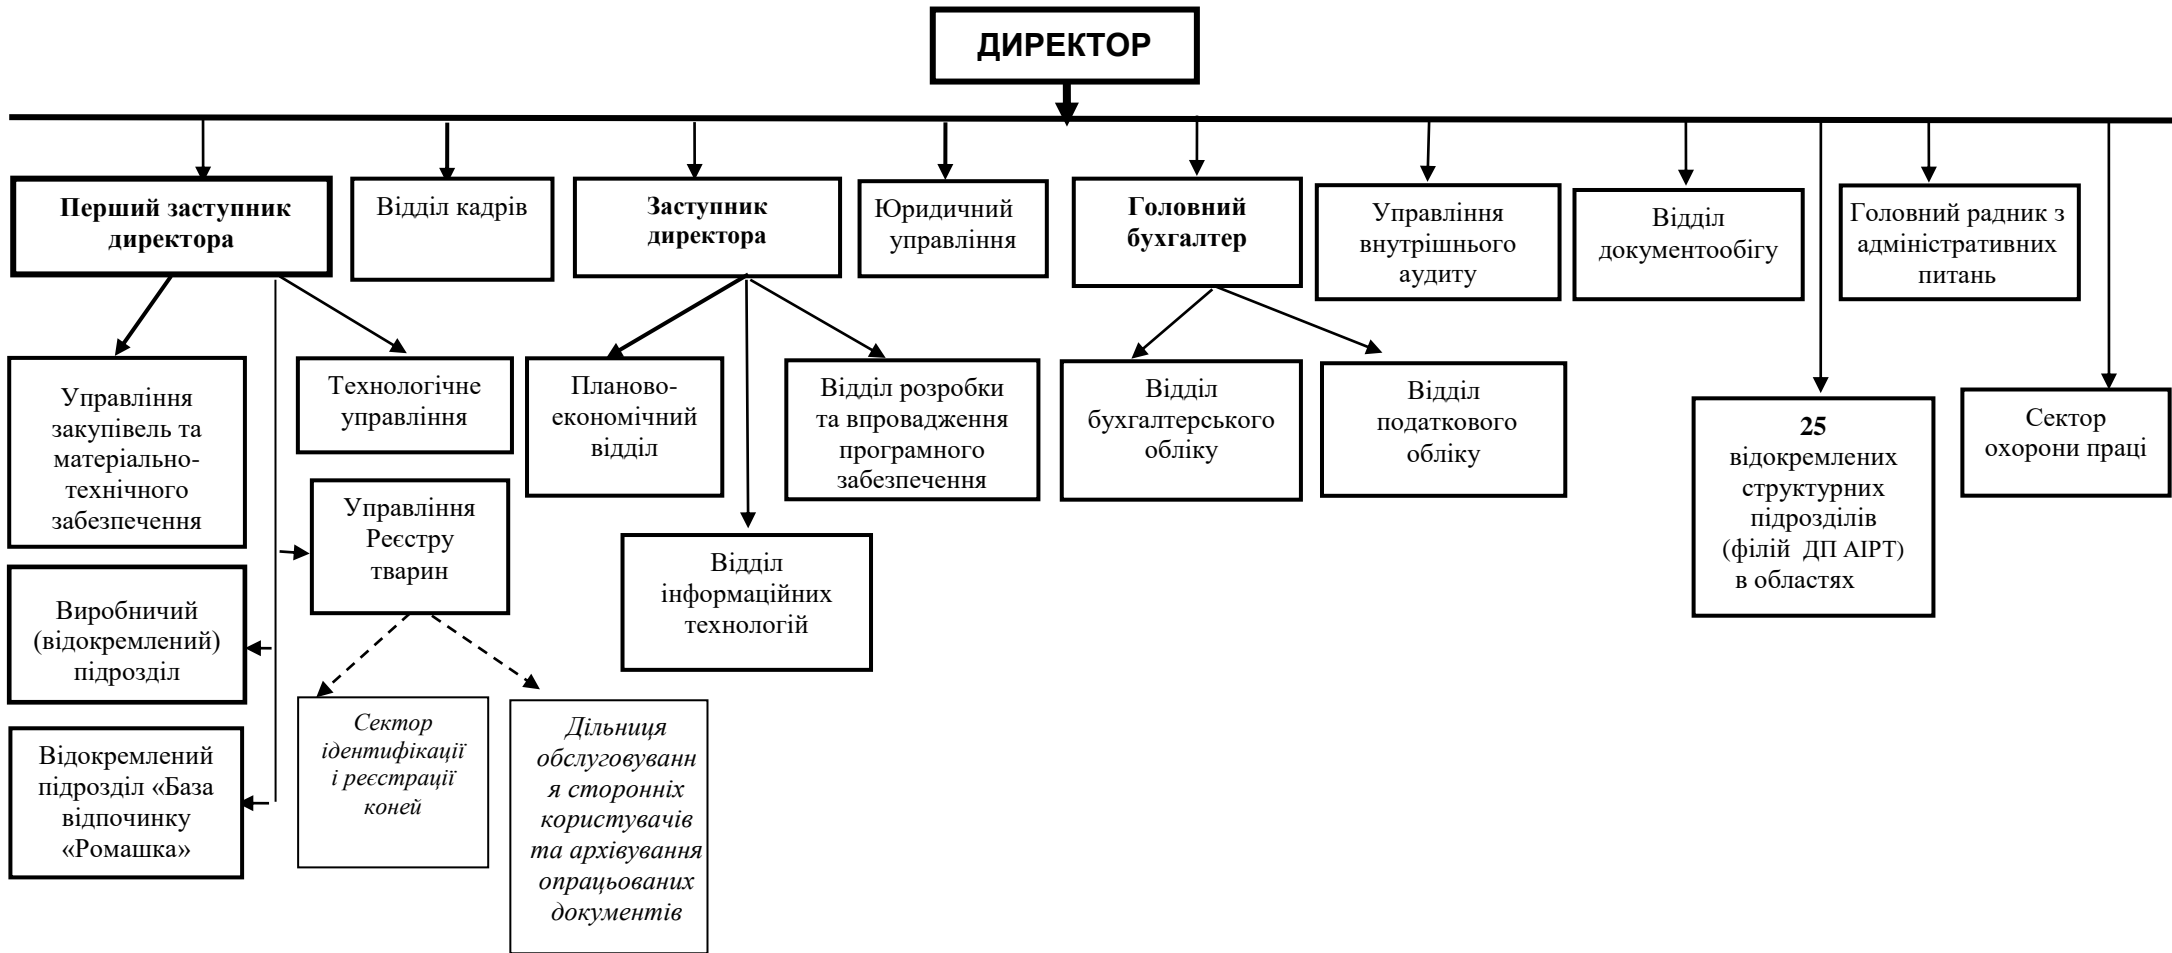 ДИРЕКТОР
Перший заступник
директора
Відділ кадрів
Заступник
директора
Юридичний
управління
Головний
бухгалтер
Управління
внутрішнього
аудиту
Відділ
документообігу
Головний радник з
адміністративних
питань
Управління
закупівель та
матеріально-
технічного
забезпечення
Технологічне
управління
Планово-
економічний
відділ
Відділ розробки
та впровадження
програмного
забезпечення
Відділ
бухгалтерського
обліку
Відділ
податкового
обліку
25
відокремлених
структурних
підрозділів
(філій ДП АІРТ)
в областях
Сектор
охорони праці
Управління
Реєстру
тварин
Відділ
інформаційних
технологій
Виробничий
(відокремлений)
підрозділ
Відокремлений
підрозділ «База
відпочинку
«Ромашка»
Сектор
ідентифікації
і реєстрації
коней
Дільниця
обслуговуванн
я сторонніх
користувачів
та архівування
опрацьованих
документів